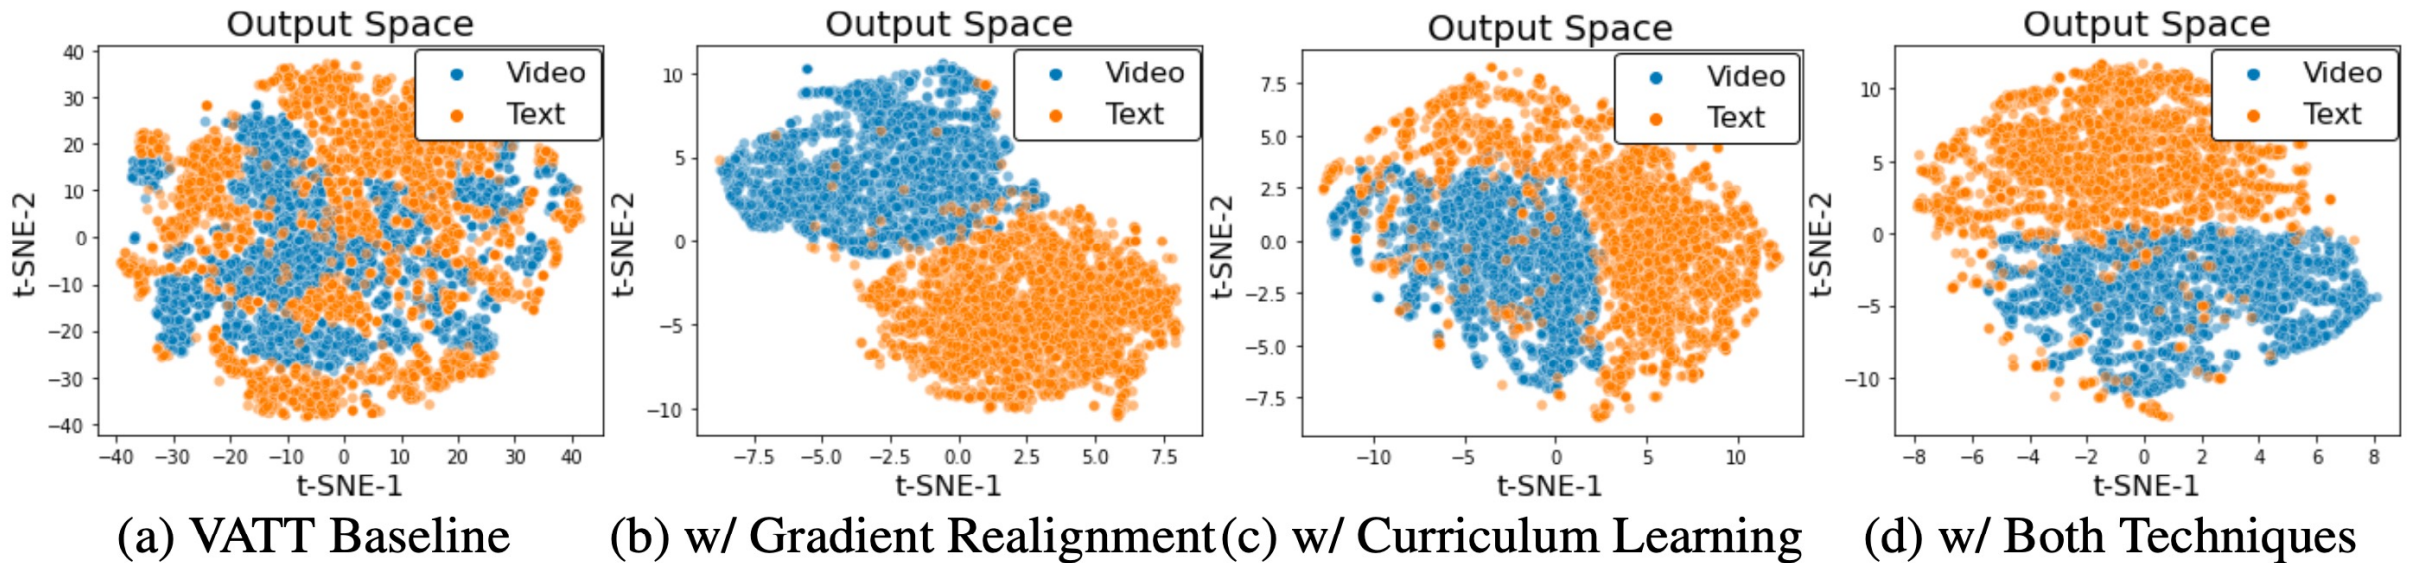 Output Space
Video
Text
40
30
20
10
0
−10
−20
−30
−40
t-SNE-2
−40 −30 −20 −10 0 10 20 30 40
t-SNE-1
(a) VATT Baseline
Output Space
Video
Text
10
5
0
−5
−10
t-SNE-2
−7.5 −5.0 −2.5 0.0 2.5 5.0 7.5
t-SNE-1
(b) w/ Gradient Realignment
Output Space
Video
Text
7.5
5.0
2.5
0.0
−2.5
−5.0
−7.5
t-SNE-2
−10 −5 0 5 10
t-SNE-1
(c) w/ Curriculum Learning
Output Space
Video
Text
10
5
0
−5
−10
t-SNE-2
−8 −6 −4 −2 0 2 4 6 8
t-SNE-1
(d) w/ Both Techniques